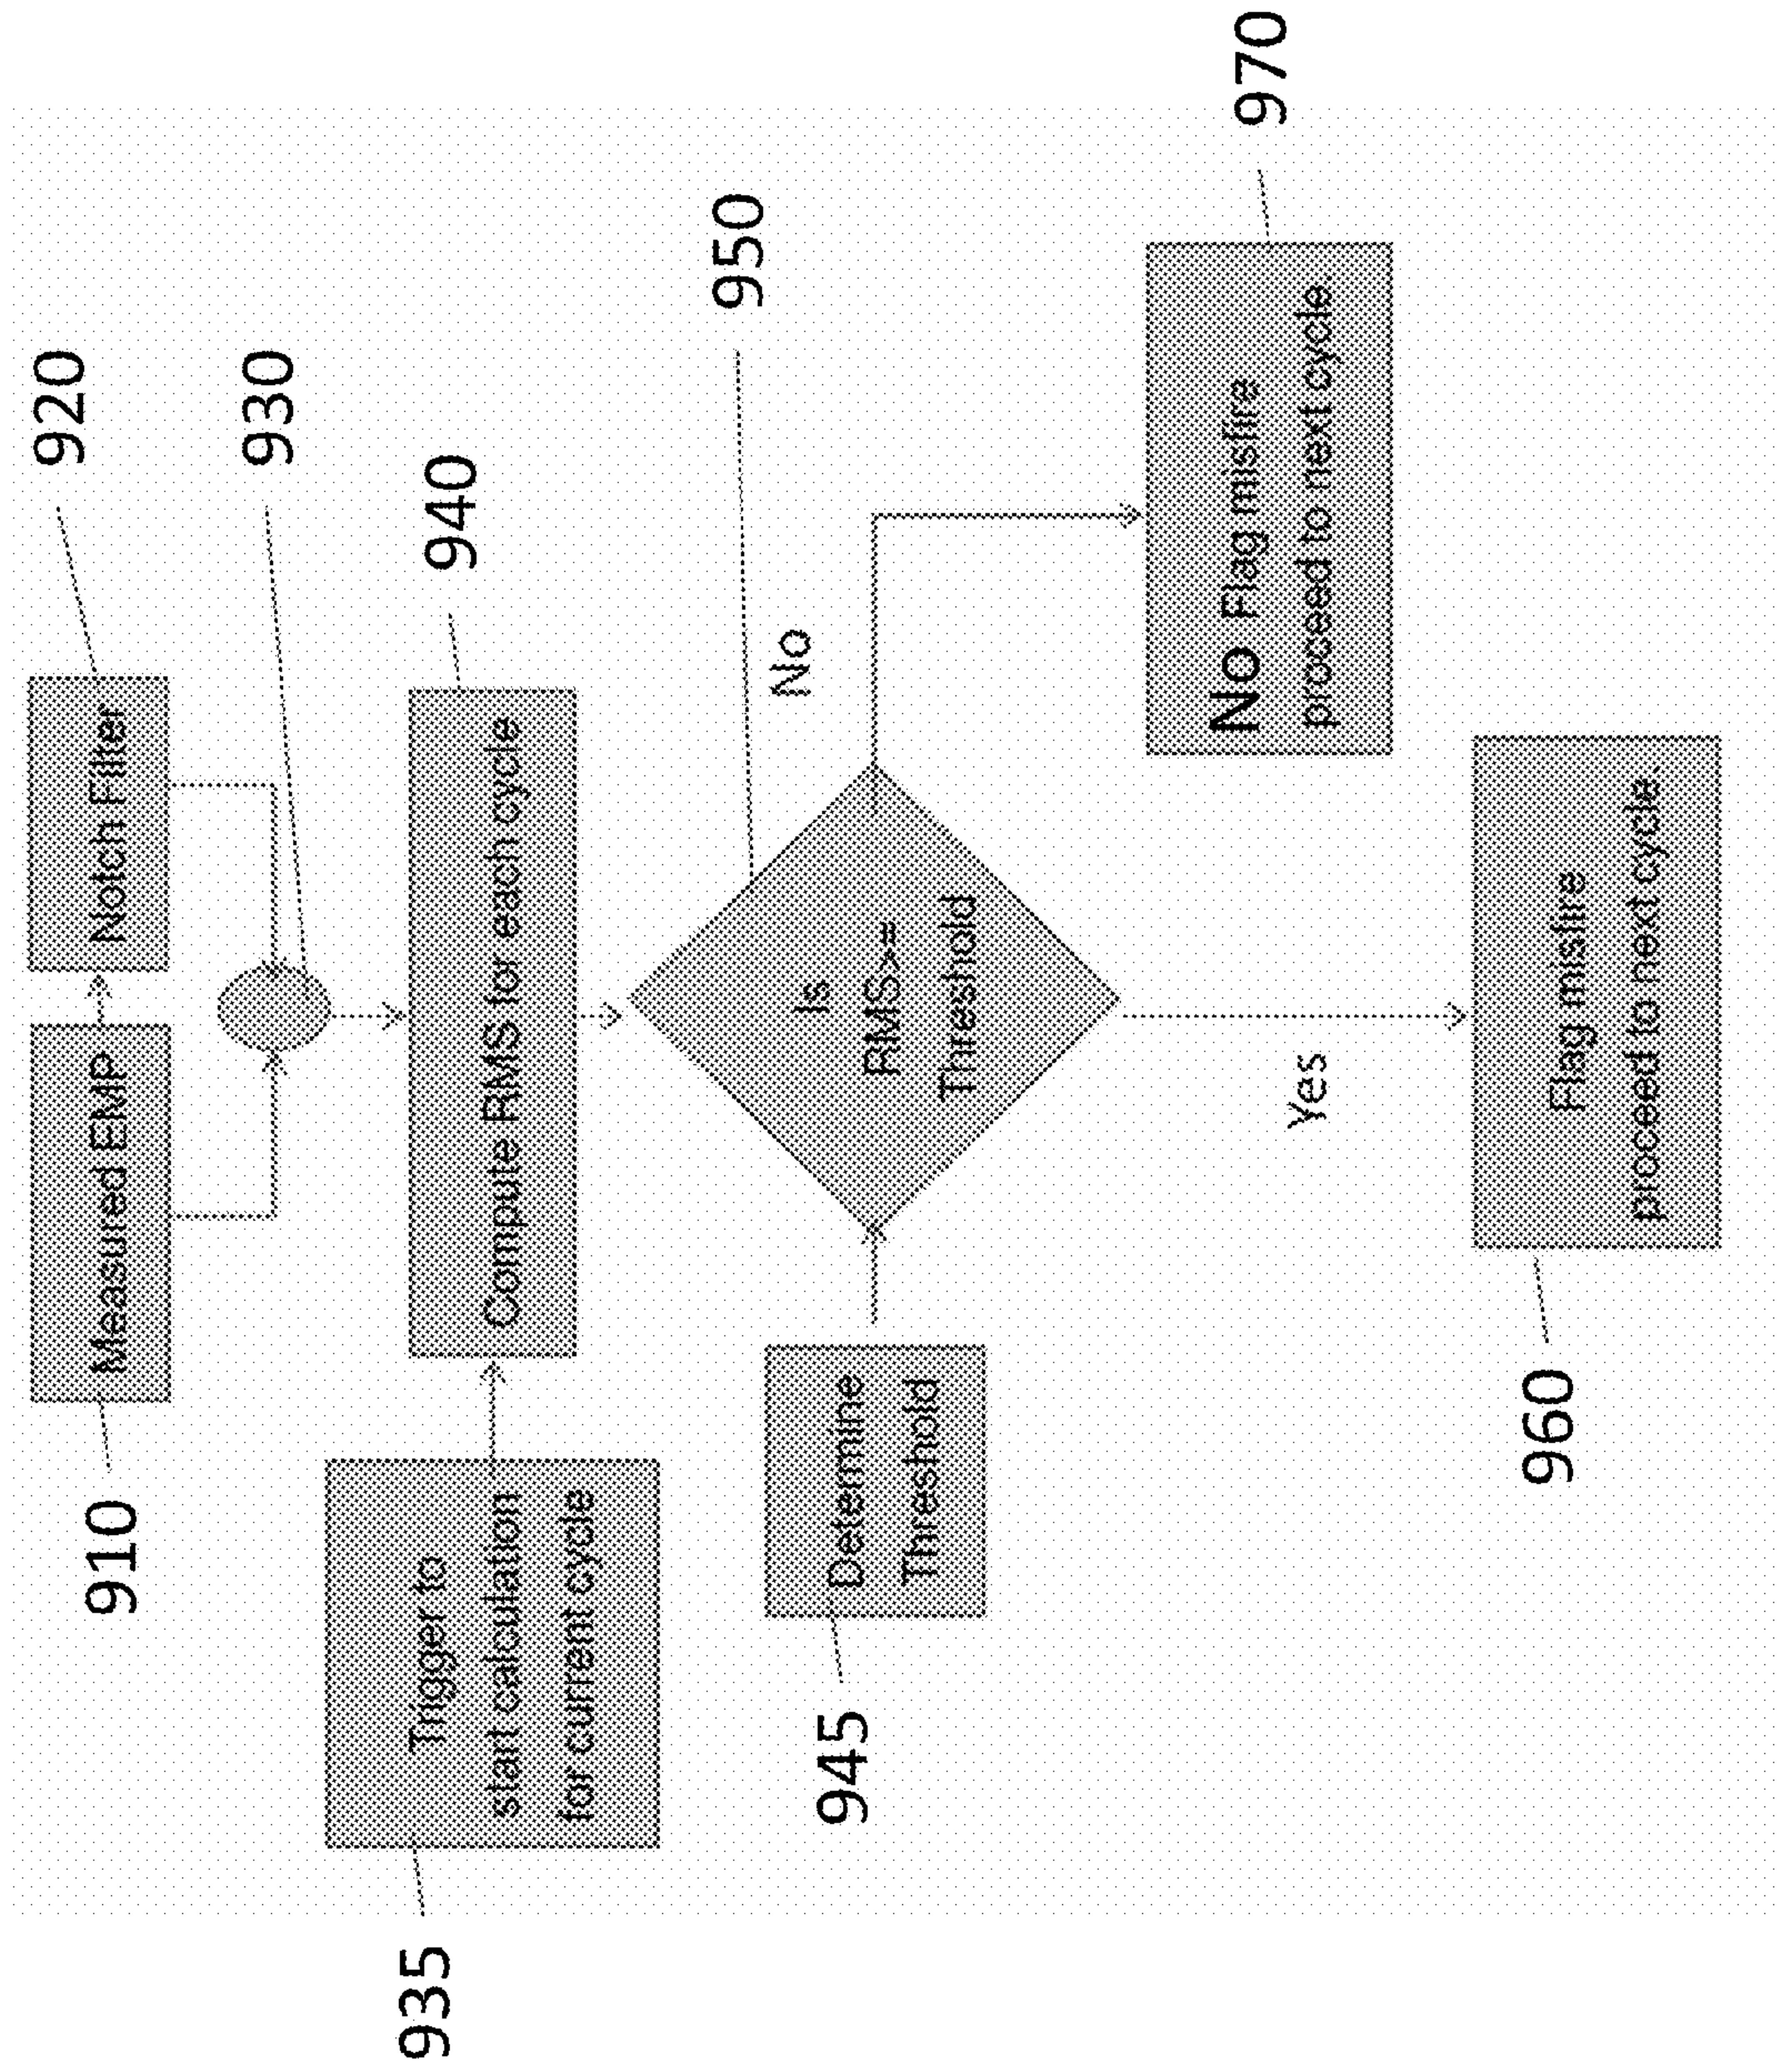 910
Measured EMP
Notch Filter
920
930
935
Trigger to
start calculation
for current cycle
Compute RMS for each cycle
940
945
Determine
Threshold
Is
RMS>=
Threshold
950
No
Yes
No Flag misfire
proceed to next cycle
970
960
Flag misfire
proceed to next cycle